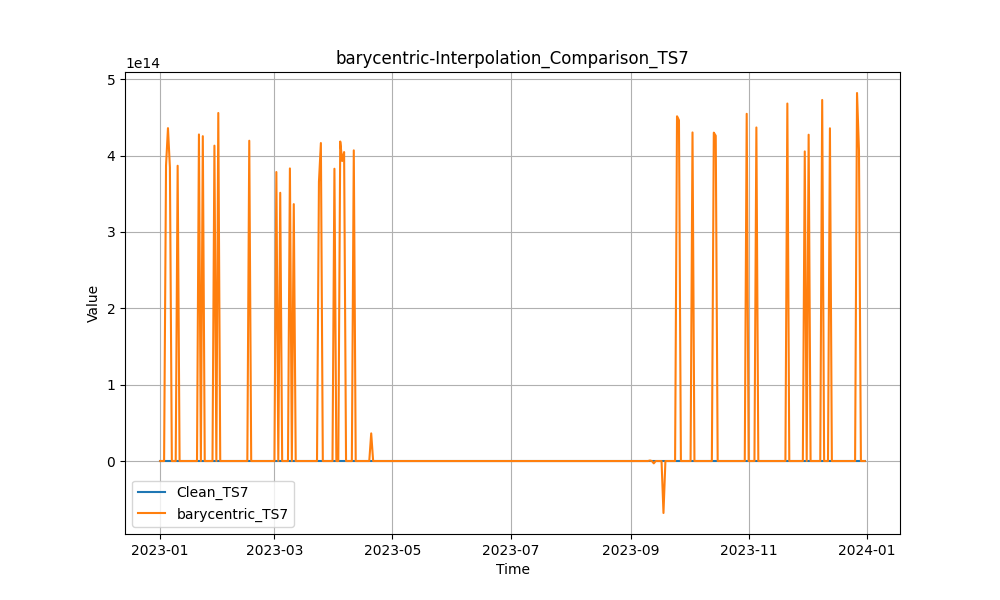 barycentric-Interpolation_Comparison_TS7
1e14
5
4
3
2
1
0
Value
Clean_TS7
barycentric_TS7
2023-01 2023-03 2023-05 2023-07 2023-09 2023-11 2024-01
Time